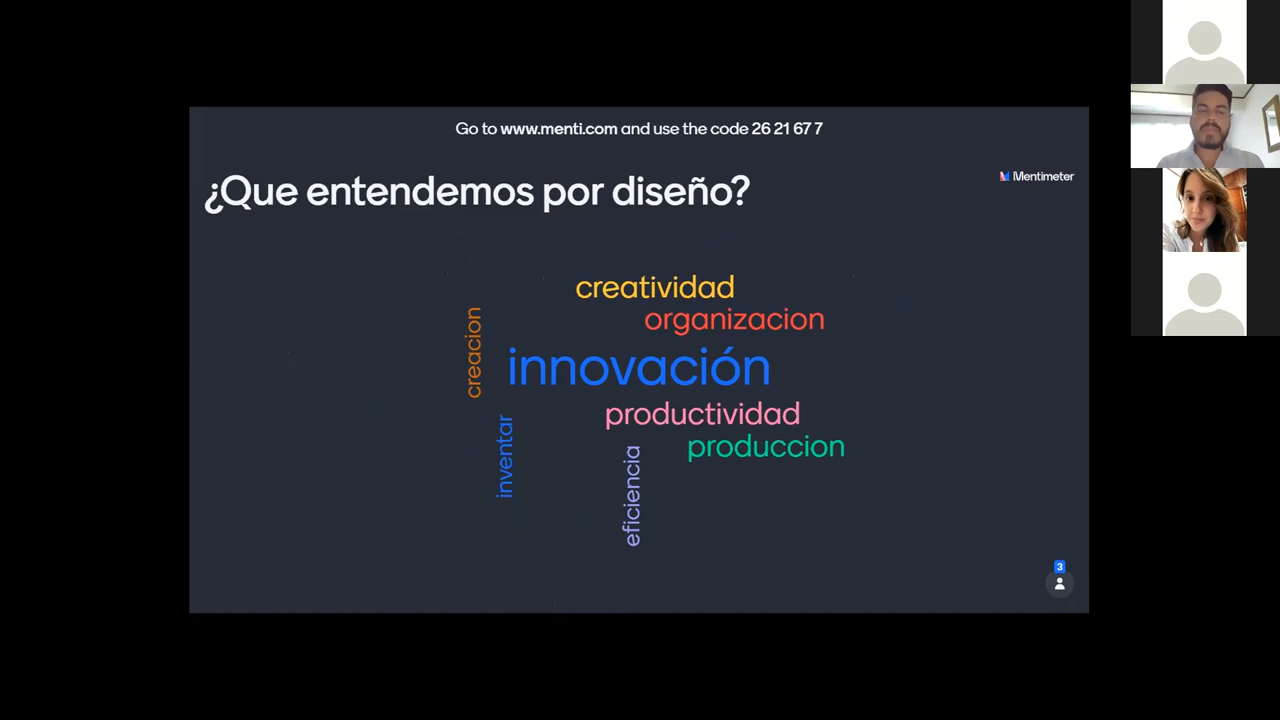 Go to www.menti.com and use the code 26 21 67 7
¿Que entendemos por diseño?
Mentimeter
creatividad
organizacion
creacion
innovación
productividad
produccion
inventar
eficiencia
3